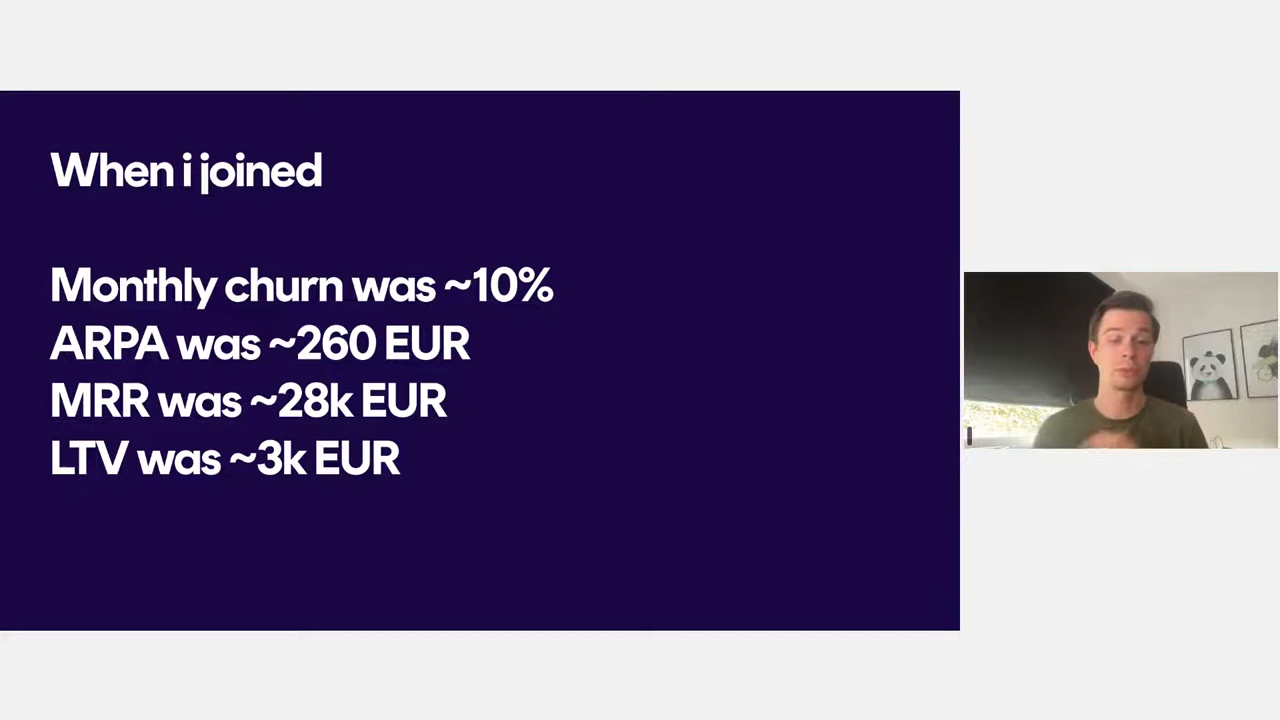 When i joined
Monthly churn was ~10%
ARPA was ~260 EUR
MRR was ~28k EUR
LTV was ~3k EUR